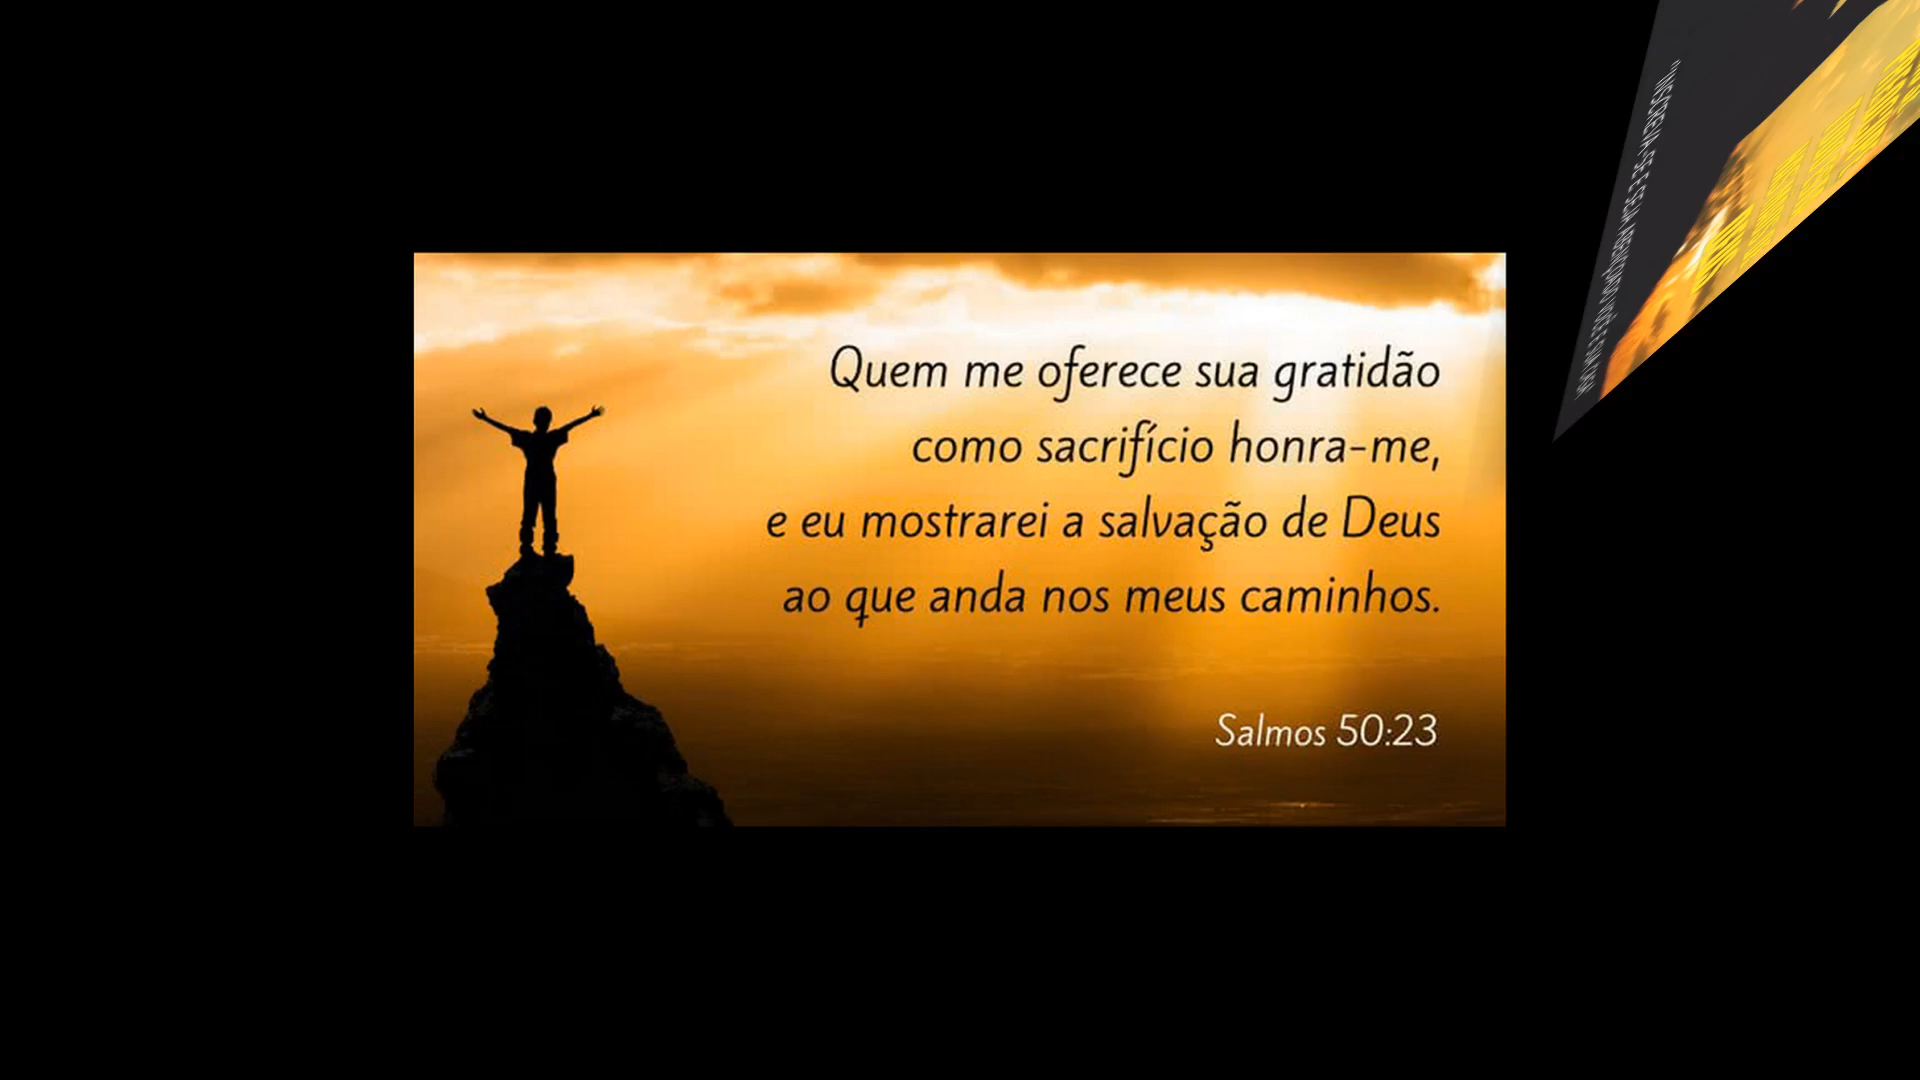 Quem me oferece sua gratidão
como sacrifício honra-me,
e eu mostrarei a salvação de Deus
ao que anda nos meus caminhos.
Salmos 50:23